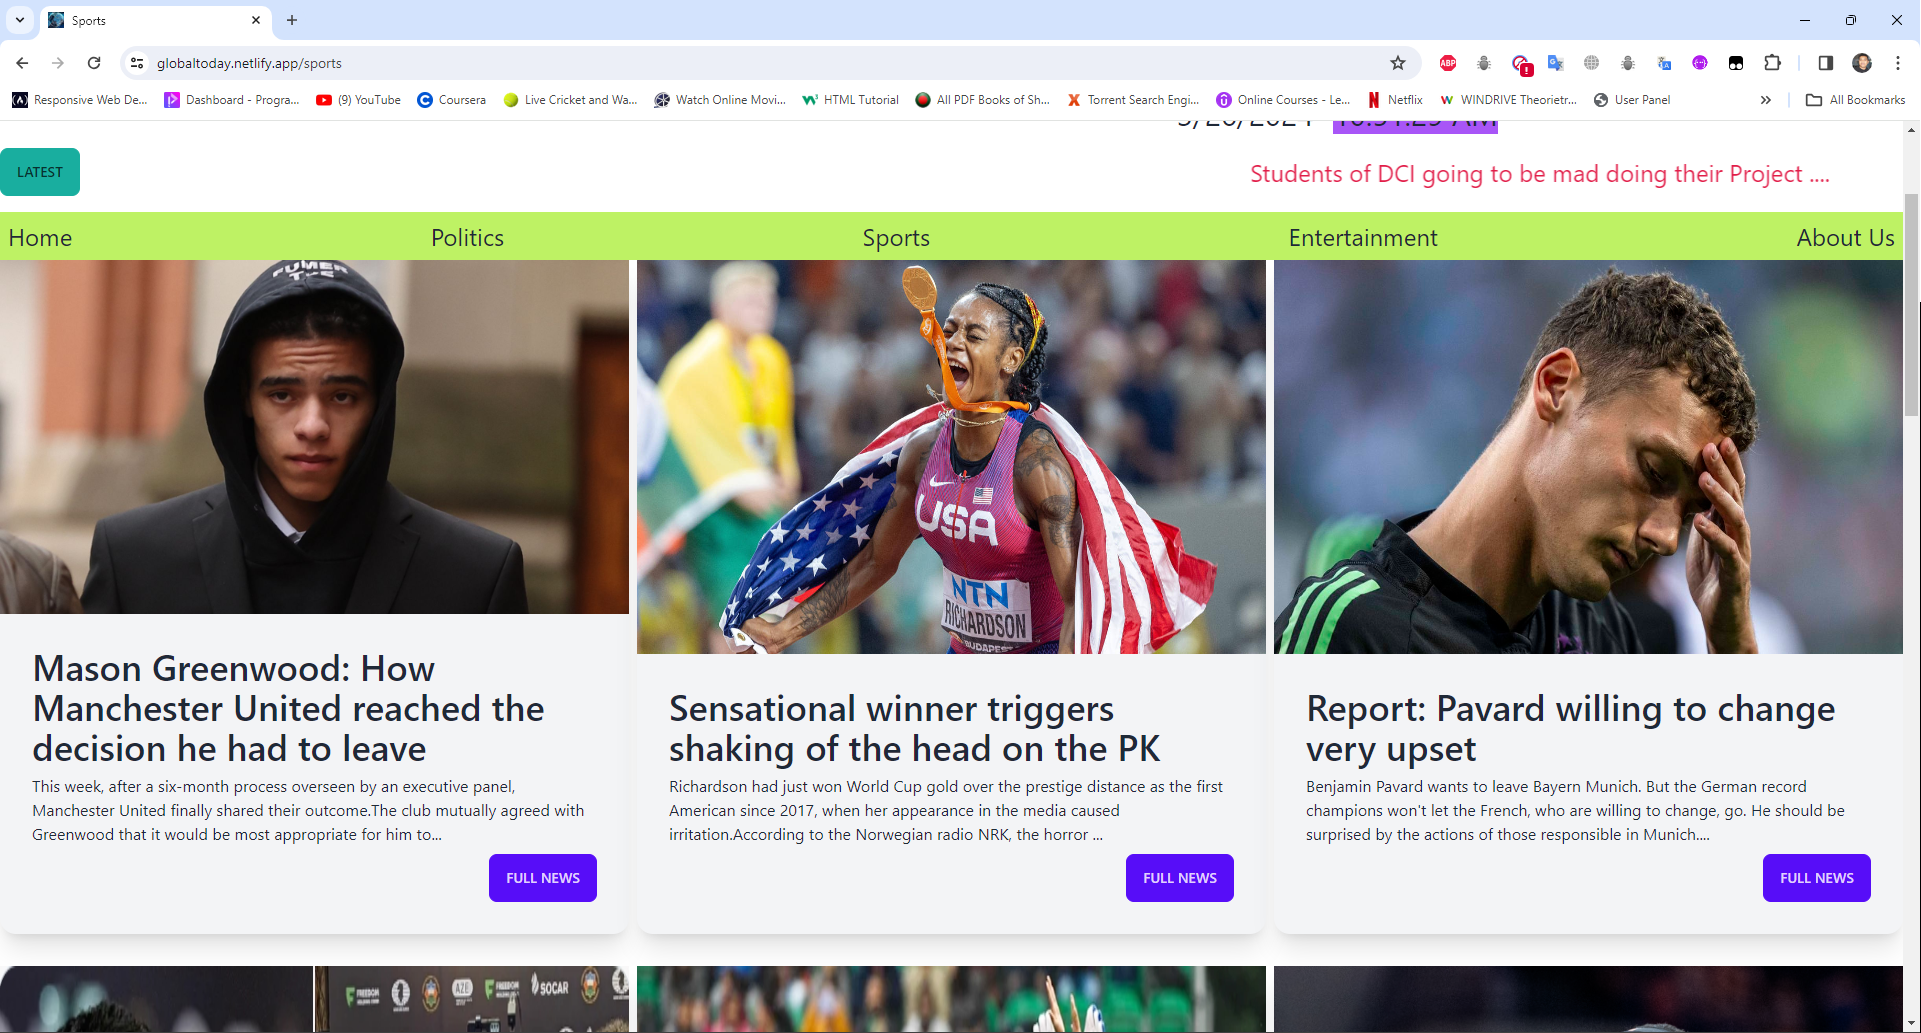 Sports
globaltoday.netlify.app/sports
ABP
Responsive Web De...
Dashboard - Progra...
(9) YouTube
Coursera
Live Cricket and Wa...
Watch Online Movi...
HTML Tutorial
All PDF Books of Sh...
Torrent Search Engi...
Online Courses - Le...
Netflix
WINDRIVE Theorietr...
User Panel
All Bookmarks
LATEST
Students of DCI going to be mad doing their Project ....
Home
Politics
Sports
Entertainment
About Us
USA
NTN
RICHARDSON
BUDAPEST
Mason Greenwood: How
Manchester United reached the
decision he had to leave
This week, after a six-month process overseen by an executive panel,
Manchester United finally shared their outcome.The club mutually agreed with
Greenwood that it would be most appropriate for him to...
FULL NEWS
Sensational winner triggers
shaking of the head on the PK
Richardson had just won World Cup gold over the prestige distance as the first
American since 2017, when her appearance in the media caused
irritation.According to the Norwegian radio NRK, the horror ...
FULL NEWS
Report: Pavard willing to change
very upset
Benjamin Pavard wants to leave Bayern Munich. But the German record
champions won't let the French, who are willing to change, go. He should be
surprised by the actions of those responsible in Munich....
FULL NEWS
FREEDOM
AZE
FREEDOM
SOCAR